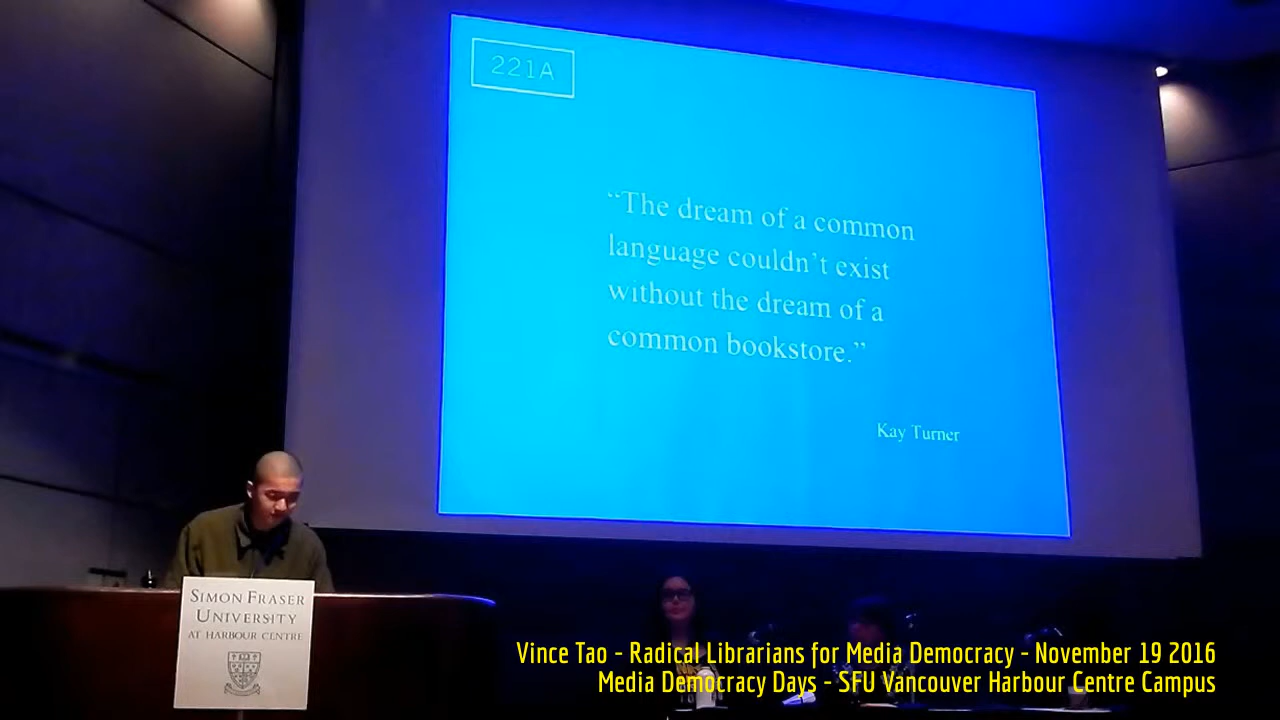 221A
“The dream of a common
language couldn’t exist
without the dream of a
common bookstore.”
Kay Turner
SIMON FRASER
UNIVERSITY
AT HARBOUR CENTRE
Vince Tao - Radical Librarians for Media Democracy - November 19 2016
Media Democracy Days - SFU Vancouver Harbour Centre Campus